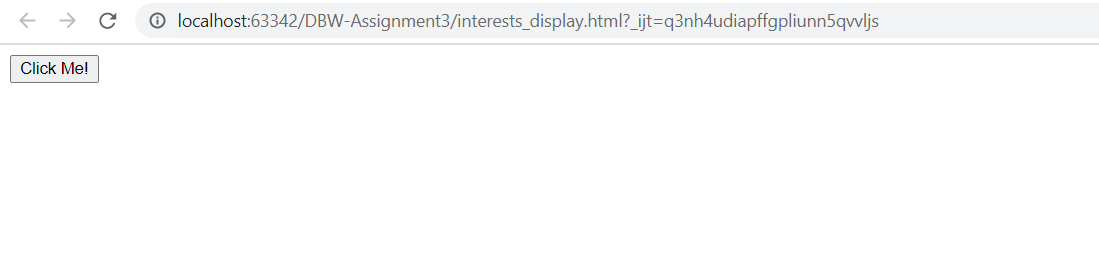 localhost:63342/DBW-Assignment3/interests_display.html?_ijt=q3nh4udiapffgpliunn5qvvljs
Click Me!